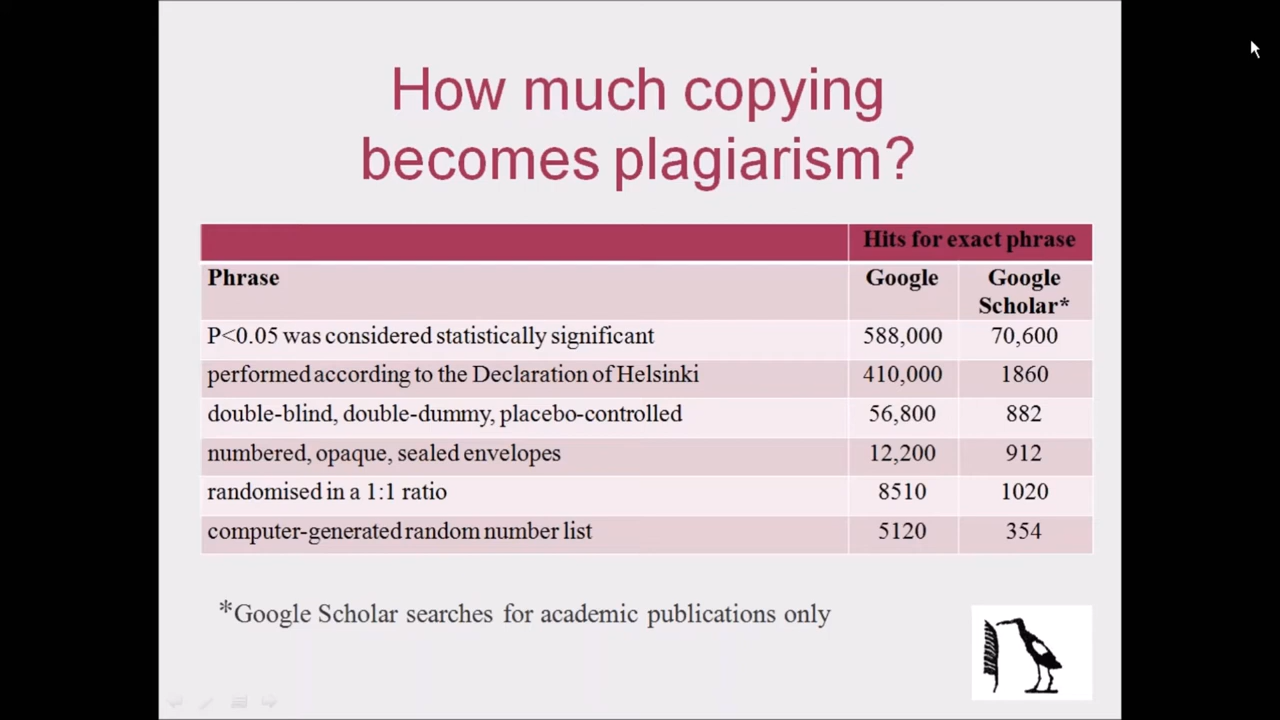 How much copying
becomes plagiarism?
Hits for exact phrase
Phrase Google Google
Scholar*
P<0.05 was considered statistically significant 588,000 70,600
performed according to the Declaration of Helsinki 410,000 1860
double-blind, double-dummy, placebo-controlled 56,800 882
numbered, opaque, sealed envelopes 12,200 912
randomised in a 1:1 ratio 8510 1020
computer-generated random number list 5120 354
*Google Scholar searches for academic publications only